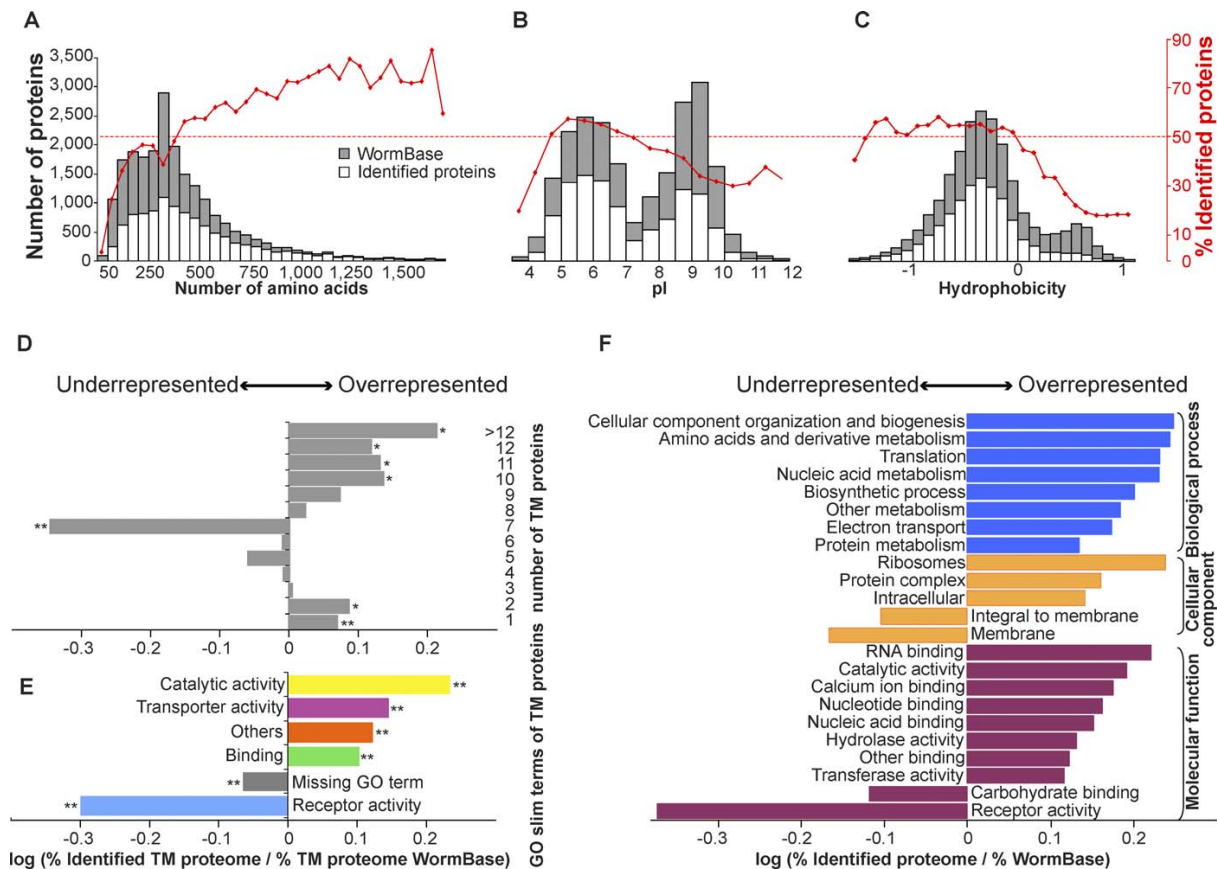 A
B
C
Number of proteins
3,500
3,000
2,500
2,000
1,500
1,000
500
0
WormBase
Identified proteins
50 250 500 750 1,000 1,250 1,500
Number of amino acids
4 5 6 7 8 9 10 11 12
pI
-1 0 1
Hydrophobicity
90
70
50
30
10
0
% Identified proteins
D
Underrepresented Overrepresented
>12 *
12 *
11 *
10 *
9
8
7 **
6
5
4
3
2 *
1 **
number of TM proteins
-0.3 -0.2 -0.1 0 0.1 0.2
E
Catalytic activity **
Transporter activity **
Others **
Binding **
** Missing GO term
** Receptor activity
GO slim terms of TM proteins
-0.3 -0.2 -0.1 0 0.1 0.2
log (% Identified TM proteome / % TM proteome WormBase)
F
Underrepresented Overrepresented
Cellular component organization and biogenesis
Amino acids and derivative metabolism
Translation
Nucleic acid metabolism
Biosynthetic process
Other metabolism
Electron transport
Protein metabolism
Biological process
Ribosomes
Protein complex
Intracellular
Integral to membrane
Membrane
Cellular
component
RNA binding
Catalytic activity
Calcium ion binding
Nucleotide binding
Nucleic acid binding
Hydrolase activity
Other binding
Transferase activity
Carbohydrate binding
Receptor activity
Molecular function
-0.3 -0.2 -0.1 0 0.1 0.2
log (% Identified proteome / % WormBase)